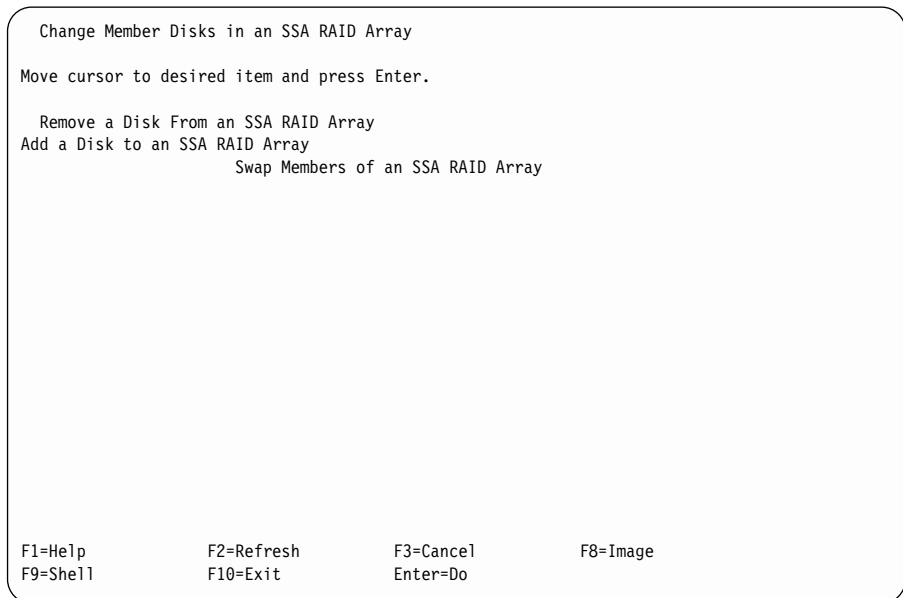 Change Member Disks in an SSA RAID Array
Move cursor to desired item and press Enter.
Remove a Disk From an SSA RAID Array
Add a Disk to an SSA RAID Array
Swap Members of an SSA RAID Array
F1=Help F2=Refresh F3=Cancel F8=Image
F9=Shell F10=Exit Enter=Do